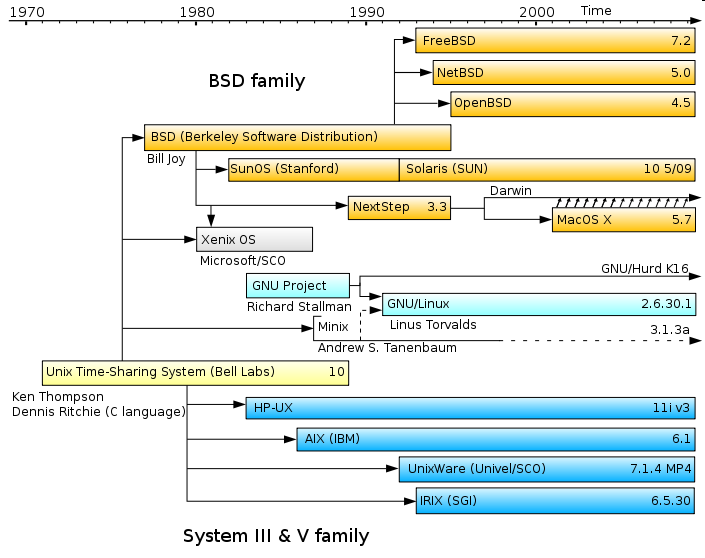 1970 1980 1990 2000 Time
FreeBSD 7.2
BSD family
NetBSD 5.0
OpenBSD 4.5
BSD (Berkeley Software Distribution)
Bill Joy
SunOS (Stanford) Solaris (SUN) 10 5/09
Darwin
NextStep 3.3
MacOS X 5.7
Xenix OS
Microsoft/SCO
GNU/Hurd K16
GNU Project
Richard Stallman
GNU/Linux 2.6.30.1
Linus Torvalds
Minix
3.1.3a
Andrew S. Tanenbaum
Unix Time-Sharing System (Bell Labs) 10
Ken Thompson
Dennis Ritchie (C language)
HP-UX 11i v3
AIX (IBM) 6.1
UnixWare (Univel/SCO) 7.1.4 MP4
IRIX (SGI) 6.5.30
System III & V family